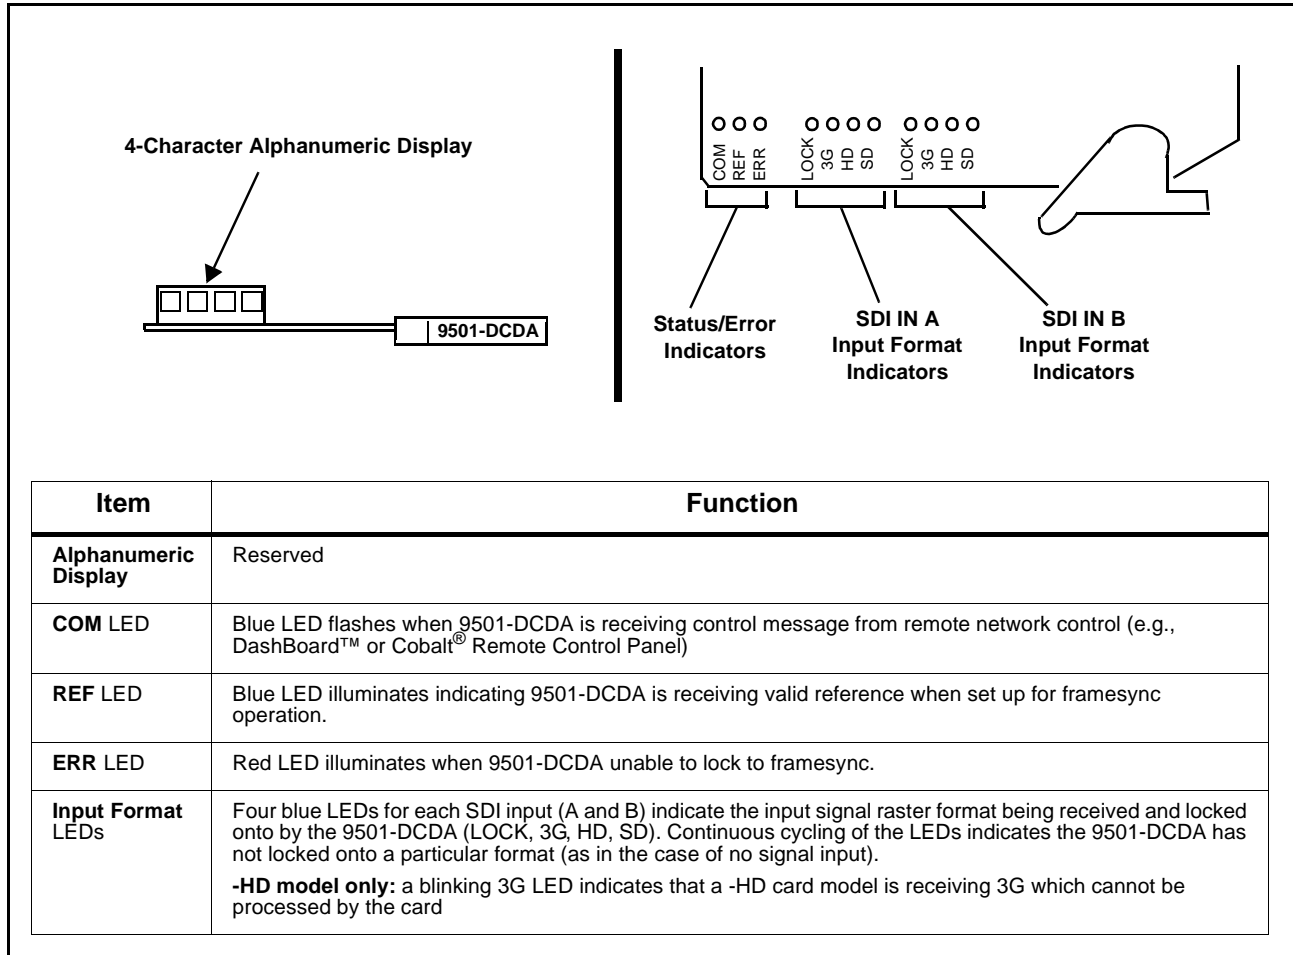 4-Character Alphanumeric Display
9501-DCDA
COM
REF
ERR
LOCK
3G
HD
SD
LOCK
3G
HD
SD
Status/Error
Indicators
SDI IN A
Input Format
Indicators
SDI IN B
Input Format
Indicators
Item
Function
Alphanumeric
Display
Reserved
COM LED
Blue LED flashes when 9501-DCDA is receiving control message from remote network control (e.g.,
DashBoard™ or Cobalt® Remote Control Panel)
REF LED
Blue LED illuminates indicating 9501-DCDA is receiving valid reference when set up for framesync
operation.
ERR LED
Red LED illuminates when 9501-DCDA unable to lock to framesync.
Input Format
LEDs
Four blue LEDs for each SDI input (A and B) indicate the input signal raster format being received and locked
onto by the 9501-DCDA (LOCK, 3G, HD, SD). Continuous cycling of the LEDs indicates the 9501-DCDA has
not locked onto a particular format (as in the case of no signal input).
-HD model only: a blinking 3G LED indicates that a -HD card model is receiving 3G which cannot be
processed by the card